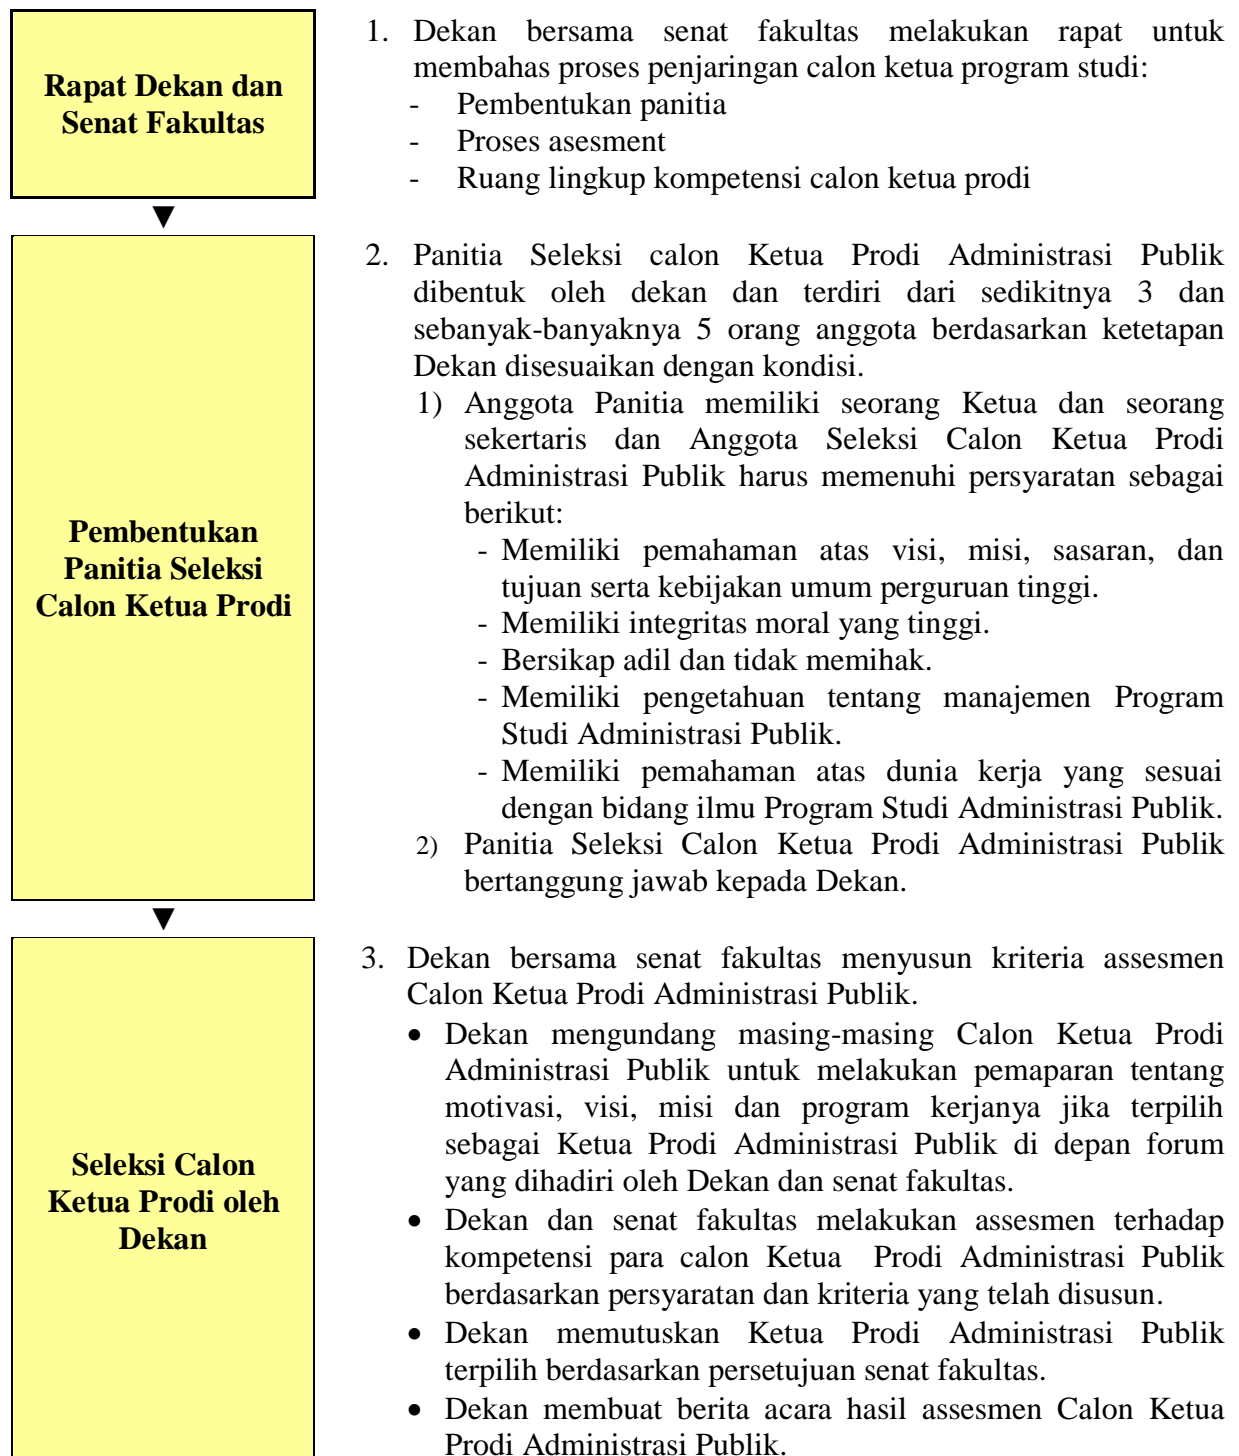 Rapat Dekan dan
Senat Fakultas
1. Dekan bersama senat fakultas melakukan rapat untuk
membahas proses penjaringan calon ketua program studi:
- Pembentukan panitia
- Proses asesment
- Ruang lingkup kompetensi calon ketua prodi
▼
Pembentukan
Panitia Seleksi
Calon Ketua Prodi
2. Panitia Seleksi calon Ketua Prodi Administrasi Publik
dibentuk oleh dekan dan terdiri dari sedikitnya 3 dan
sebanyak-banyaknya 5 orang anggota berdasarkan ketetapan
Dekan disesuaikan dengan kondisi.
1) Anggota Panitia memiliki seorang Ketua dan seorang
sekertaris dan Anggota Seleksi Calon Ketua Prodi
Administrasi Publik harus memenuhi persyaratan sebagai
berikut:
- Memiliki pemahaman atas visi, misi, sasaran, dan
tujuan serta kebijakan umum perguruan tinggi.
- Memiliki integritas moral yang tinggi.
- Bersikap adil dan tidak memihak.
- Memiliki pengetahuan tentang manajemen Program
Studi Administrasi Publik.
- Memiliki pemahaman atas dunia kerja yang sesuai
dengan bidang ilmu Program Studi Administrasi Publik.
2) Panitia Seleksi Calon Ketua Prodi Administrasi Publik
bertanggung jawab kepada Dekan.
▼
Seleksi Calon
Ketua Prodi oleh
Dekan
3. Dekan bersama senat fakultas menyusun kriteria assesmen
Calon Ketua Prodi Administrasi Publik.
• Dekan mengundang masing-masing Calon Ketua Prodi
Administrasi Publik untuk melakukan pemaparan tentang
motivasi, visi, misi dan program kerjanya jika terpilih
sebagai Ketua Prodi Administrasi Publik di depan forum
yang dihadiri oleh Dekan dan senat fakultas.
• Dekan dan senat fakultas melakukan assesmen terhadap
kompetensi para calon Ketua Prodi Administrasi Publik
berdasarkan persyaratan dan kriteria yang telah disusun.
• Dekan memutuskan Ketua Prodi Administrasi Publik
terpilih berdasarkan persetujuan senat fakultas.
• Dekan membuat berita acara hasil assesmen Calon Ketua
Prodi Administrasi Publik.